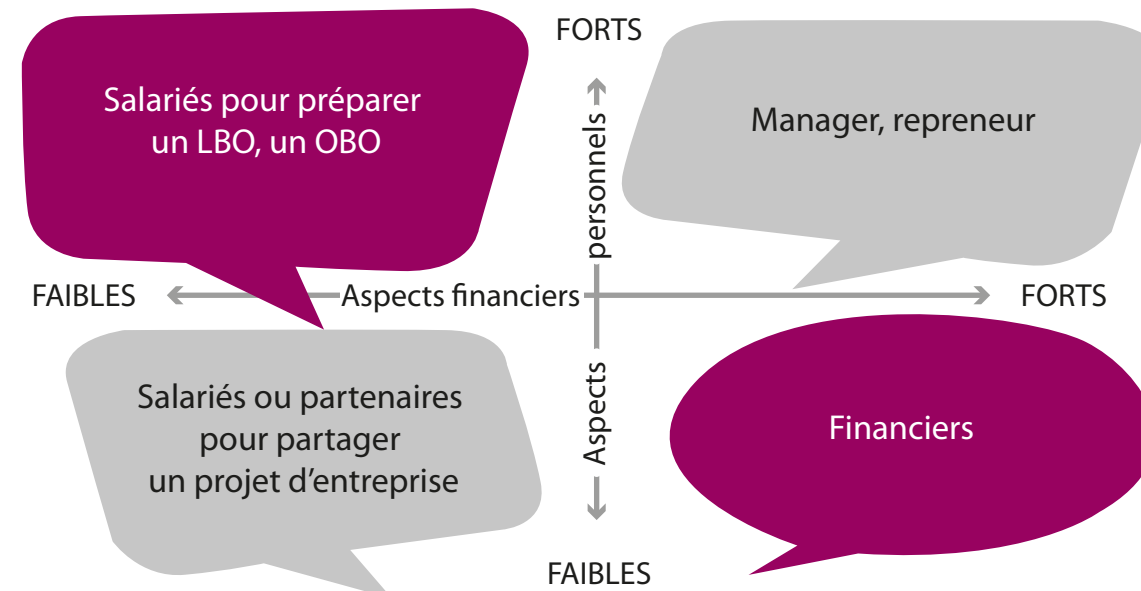 FORTS
Salariés pour préparer
un LBO, un OBO
Manager, repreneur
personnels
FAIBLES
Aspects financiers
FORTS
Aspects
Salariés ou partenaires
pour partager
un projet d’entreprise
Financiers
FAIBLES